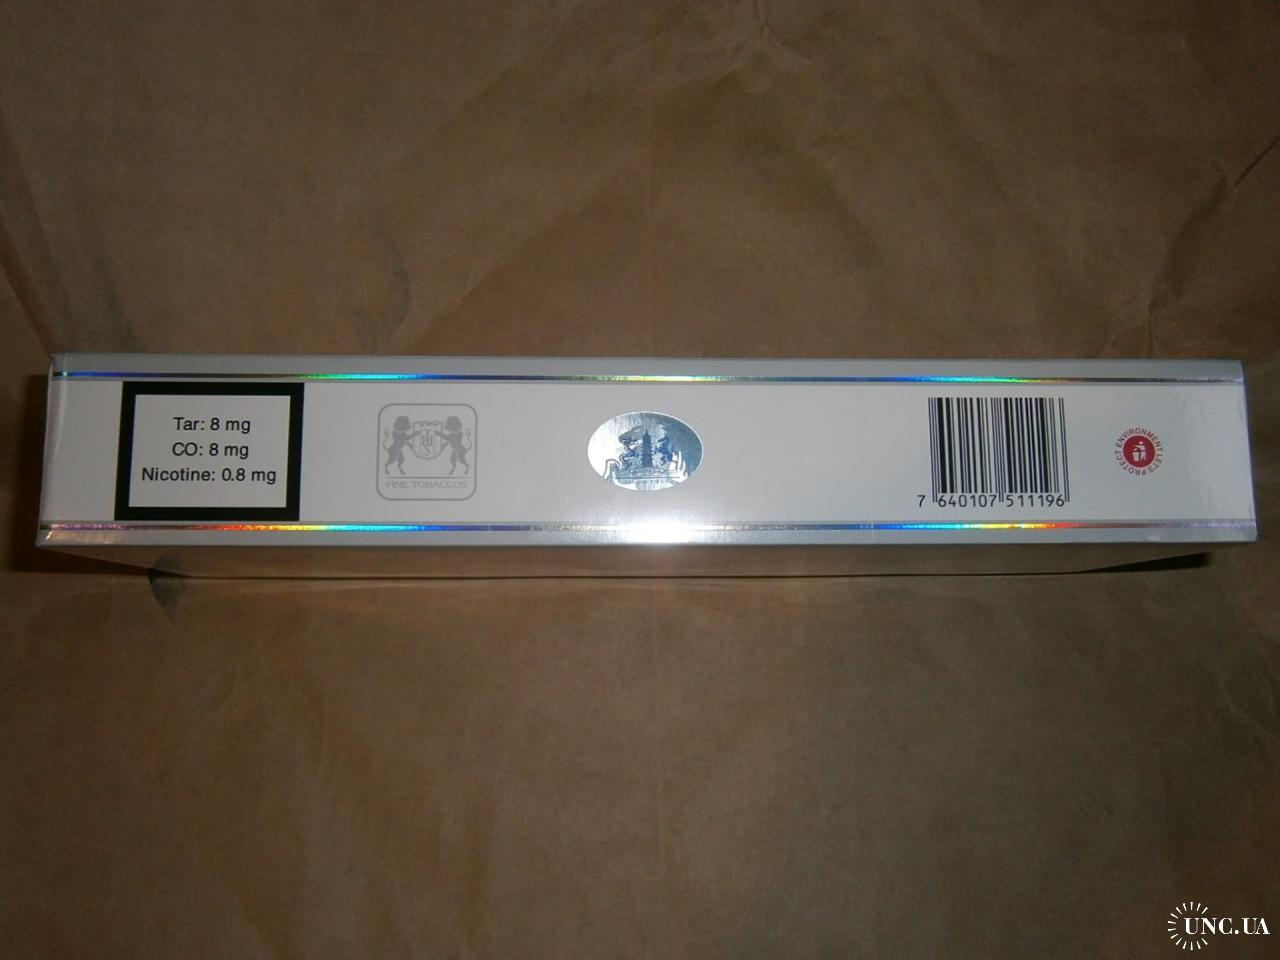 Tar: 8 mg
CO: 8 mg
Nicotine: 0.8 mg
THS
FINE TOBACCOS
7 640107 511196
LET'S PROTECT ENVIRONMENT
UNC.UA